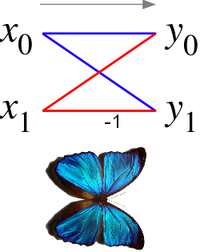 x₀ y₀
x₁ -1 y₁